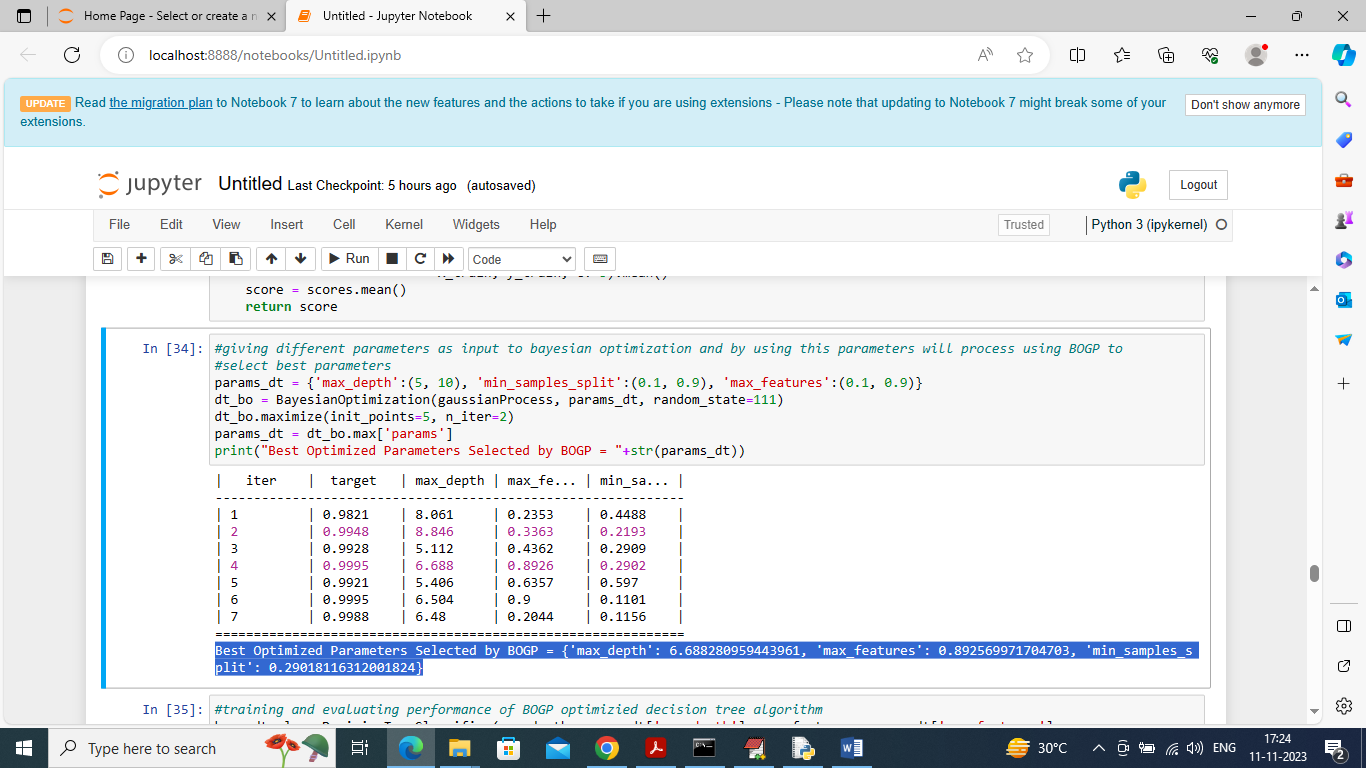 Home Page - Select or create a n
Untitled - Jupyter Notebook
localhost:8888/notebooks/Untitled.ipynb
UPDATE Read the migration plan to Notebook 7 to learn about the new features and the actions to take if you are using extensions - Please note that updating to Notebook 7 might break some of your
extensions.
Don't show anymore
jupyter Untitled Last Checkpoint: 5 hours ago (autosaved)
Logout
File Edit View Insert Cell Kernel Widgets Help
Trusted
Python 3 (ipykernel)
Run
Code
score = scores.mean()
return score
In [34]: #giving different parameters as input to bayesian optimization and by using this parameters will process using BOGP to
#select best parameters
params_dt = {'max_depth':(5, 10), 'min_samples_split':(0.1, 0.9), 'max_features':(0.1, 0.9)}
dt_bo = BayesianOptimization(gaussianProcess, params_dt, random_state=111)
dt_bo.maximize(init_points=5, n_iter=2)
params_dt = dt_bo.max['params']
print("Best Optimized Parameters Selected by BOGP = "+str(params_dt))
| iter | target | max_depth | max_fe... | min_sa... |
-------------------------------------------------------------
| 1 | 0.9821 | 8.061 | 0.2353 | 0.4488 |
| 2 | 0.9948 | 8.846 | 0.3363 | 0.2193 |
| 3 | 0.9928 | 5.112 | 0.4362 | 0.2909 |
| 4 | 0.9995 | 6.688 | 0.8926 | 0.2902 |
| 5 | 0.9921 | 5.406 | 0.6357 | 0.597 |
| 6 | 0.9995 | 6.504 | 0.9 | 0.1101 |
| 7 | 0.9988 | 6.48 | 0.2044 | 0.1156 |
=============================================================
Best Optimized Parameters Selected by BOGP = {'max_depth': 6.688280959443961, 'max_features': 0.892569971704703, 'min_samples_s
plit': 0.29018116312001824}
In [35]: #training and evaluating performance of BOGP optimizied decision tree algorithm
Type here to search
30°C
ENG
17:24
11-11-2023
2